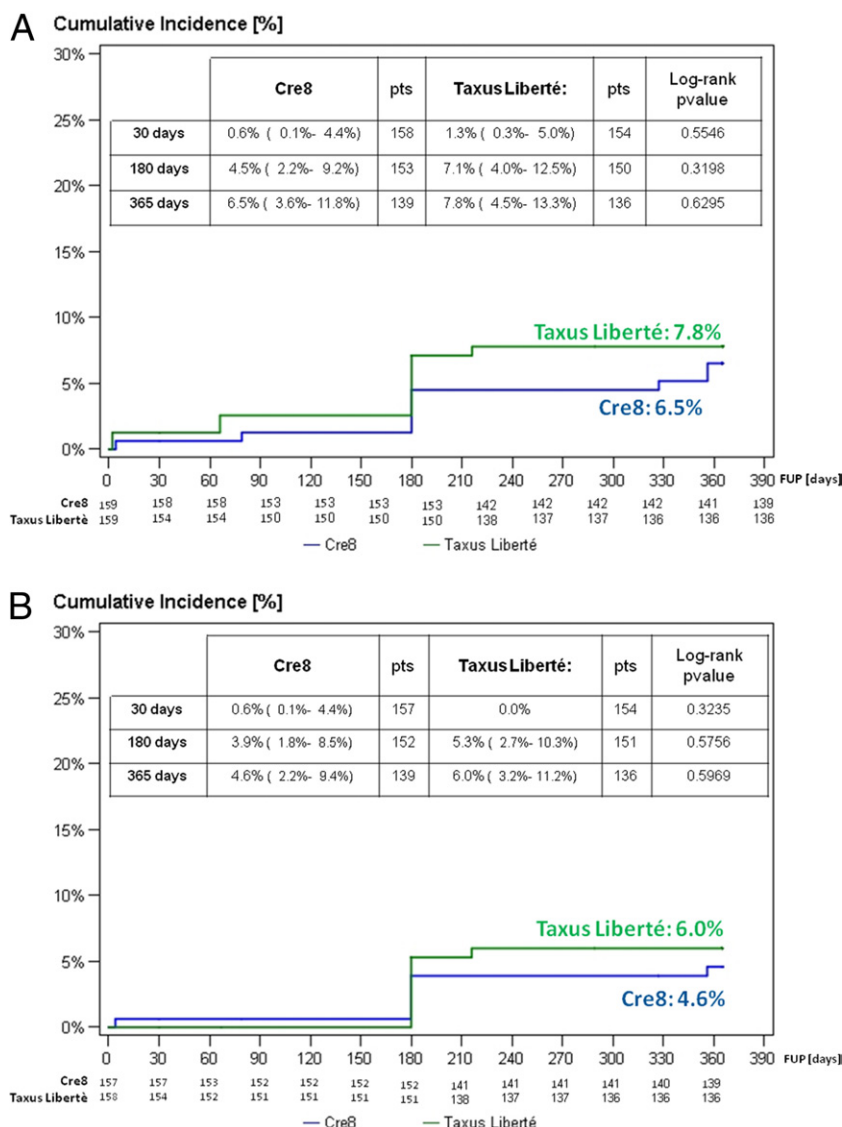 A
Cumulative Incidence [%]
30%
25%
20%
15%
10%
5%
0%
Cre8 pts Taxus Liberté: pts Log-rank pvalue
30 days 0.6% ( 0.1%- 4.4%) 158 1.3% ( 0.3%- 5.0%) 154 0.5546
180 days 4.5% ( 2.2%- 9.2%) 153 7.1% ( 4.0%- 12.5%) 150 0.3198
365 days 6.5% ( 3.6%- 11.8%) 139 7.8% ( 4.5%- 13.3%) 136 0.6295
Taxus Liberté: 7.8%
Cre8: 6.5%
0 30 60 90 120 150 180 210 240 270 300 330 360 390 FUP [days]
Cre8 159 158 158 153 153 153 153 142 142 142 142 141 139
Taxus Libertè 159 154 154 150 150 150 150 138 137 137 136 136 136
Cre8 Taxus Liberté
B
Cumulative Incidence [%]
30%
25%
20%
15%
10%
5%
0%
Cre8 pts Taxus Liberté: pts Log-rank pvalue
30 days 0.6% ( 0.1%- 4.4%) 157 0.0% 154 0.3235
180 days 3.9% ( 1.8%- 8.5%) 152 5.3% ( 2.7%- 10.3%) 151 0.5756
365 days 4.6% ( 2.2%- 9.4%) 139 6.0% ( 3.2%- 11.2%) 136 0.5969
Taxus Liberté: 6.0%
Cre8: 4.6%
0 30 60 90 120 150 180 210 240 270 300 330 360 390 FUP [days]
Cre8 157 157 153 152 152 152 152 141 141 141 141 140 139
Taxus Libertè 158 154 152 151 151 151 151 138 137 137 136 136 136
Cre8 Taxus Liberté